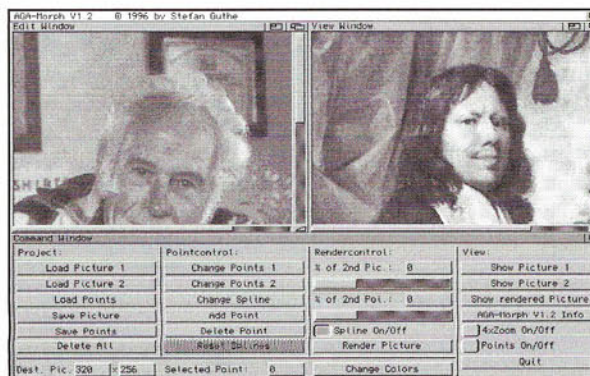 AGA-Morph V1.2 © 1996 by Stefan Guthe
Edit Window
View Window
SHIRT
Command Window
Project: Pointcontrol: Rendercontrol: View:
Load Picture 1 Change Points 1 % of 2nd Pic.: 0 Show Picture 1
Load Picture 2 Change Points 2 Show Picture 2
Load Points Change Spline % of 2nd Poi.: 0 Show rendered Picture
Save Picture Add Point AGA-Morph V1.2 Info
Save Points Delete Point Spline On/Off 4xZoom On/Off
Delete All Reset Splines Render Picture Points On/Off
Dest. Pic. 320 x 256 Selected Point: 0 Change Colors Quit